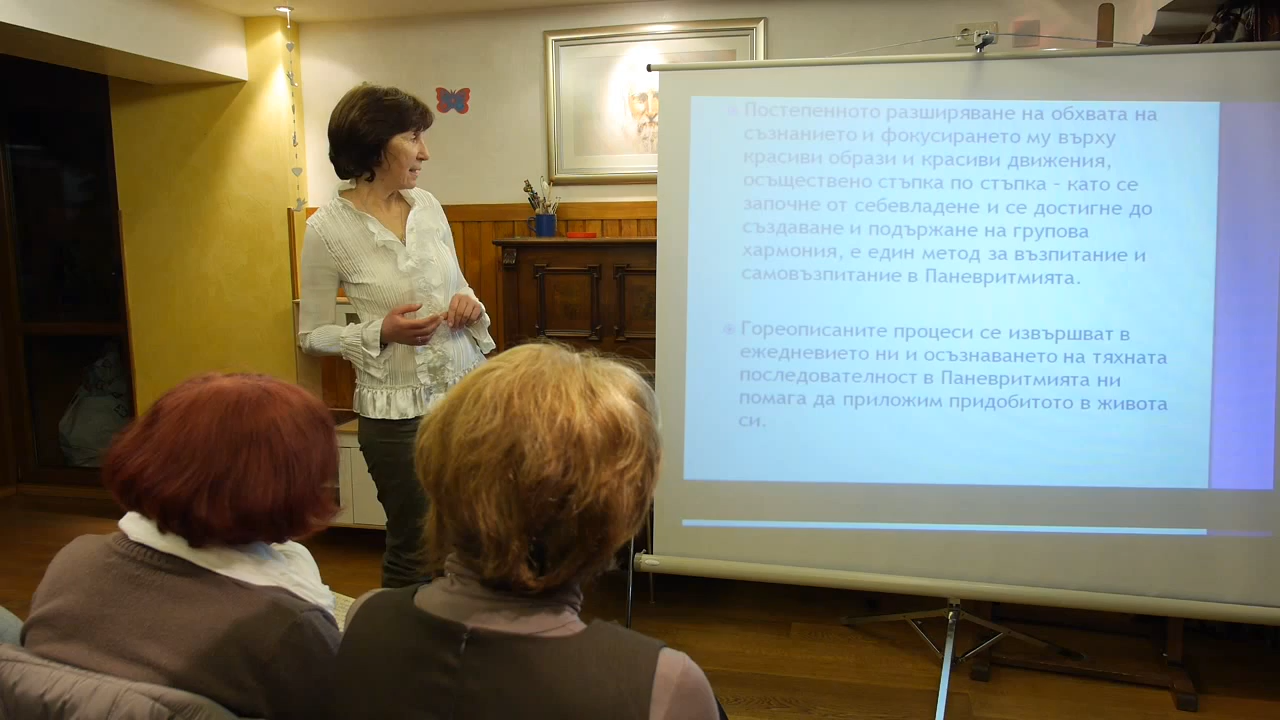 Постепенното разширяване на обхвата на
съзнанието и фокусирането му върху
красиви образи и красиви движения,
осъществено стъпка по стъпка – като се
започне от себевладене и се достигне до
създаване и подържане на групова
хармония, е един метод за възпитание и
самовъзпитание в Паневритмията.
Гореописаните процеси се извършват в
ежедневието ни и осъзнаването на тяхната
последователност в Паневритмията ни
помага да приложим придобитото в живота
си.